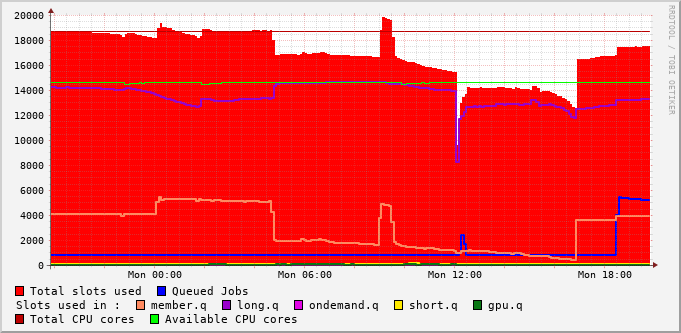 20000
18000
16000
14000
12000
10000
8000
6000
4000
2000
0
Mon 00:00 Mon 06:00 Mon 12:00 Mon 18:00
RRDTOOL / TOBI OETIKER
Total slots used Queued Jobs
Slots used in : member.q long.q ondemand.q short.q gpu.q
Total CPU cores Available CPU cores